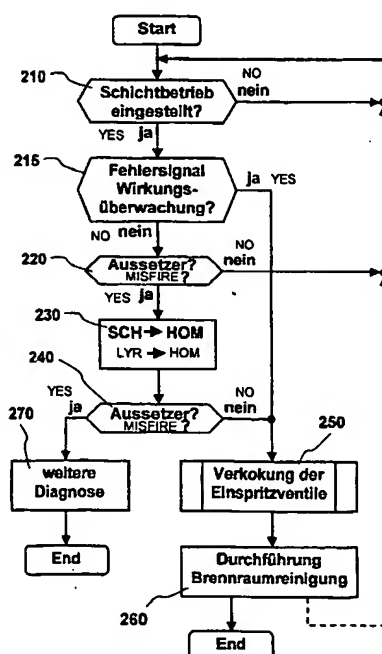 Start
210
Schichtbetrieb
eingestellt?
NO
nein
YES ja
215
Fehlersignal
Wirkungs-
überwachung?
ja YES
NO nein
220
Aussetzer?
MISFIRE ?
NO
nein
YES ja
230
SCH → HOM
LYR → HOM
240
YES
ja
Aussetzer?
MISFIRE ?
NO
nein
270
250
weitere
Diagnose
Verkokung der
Einspritzventile
End
Durchführung
Brennraumreinigung
260
End